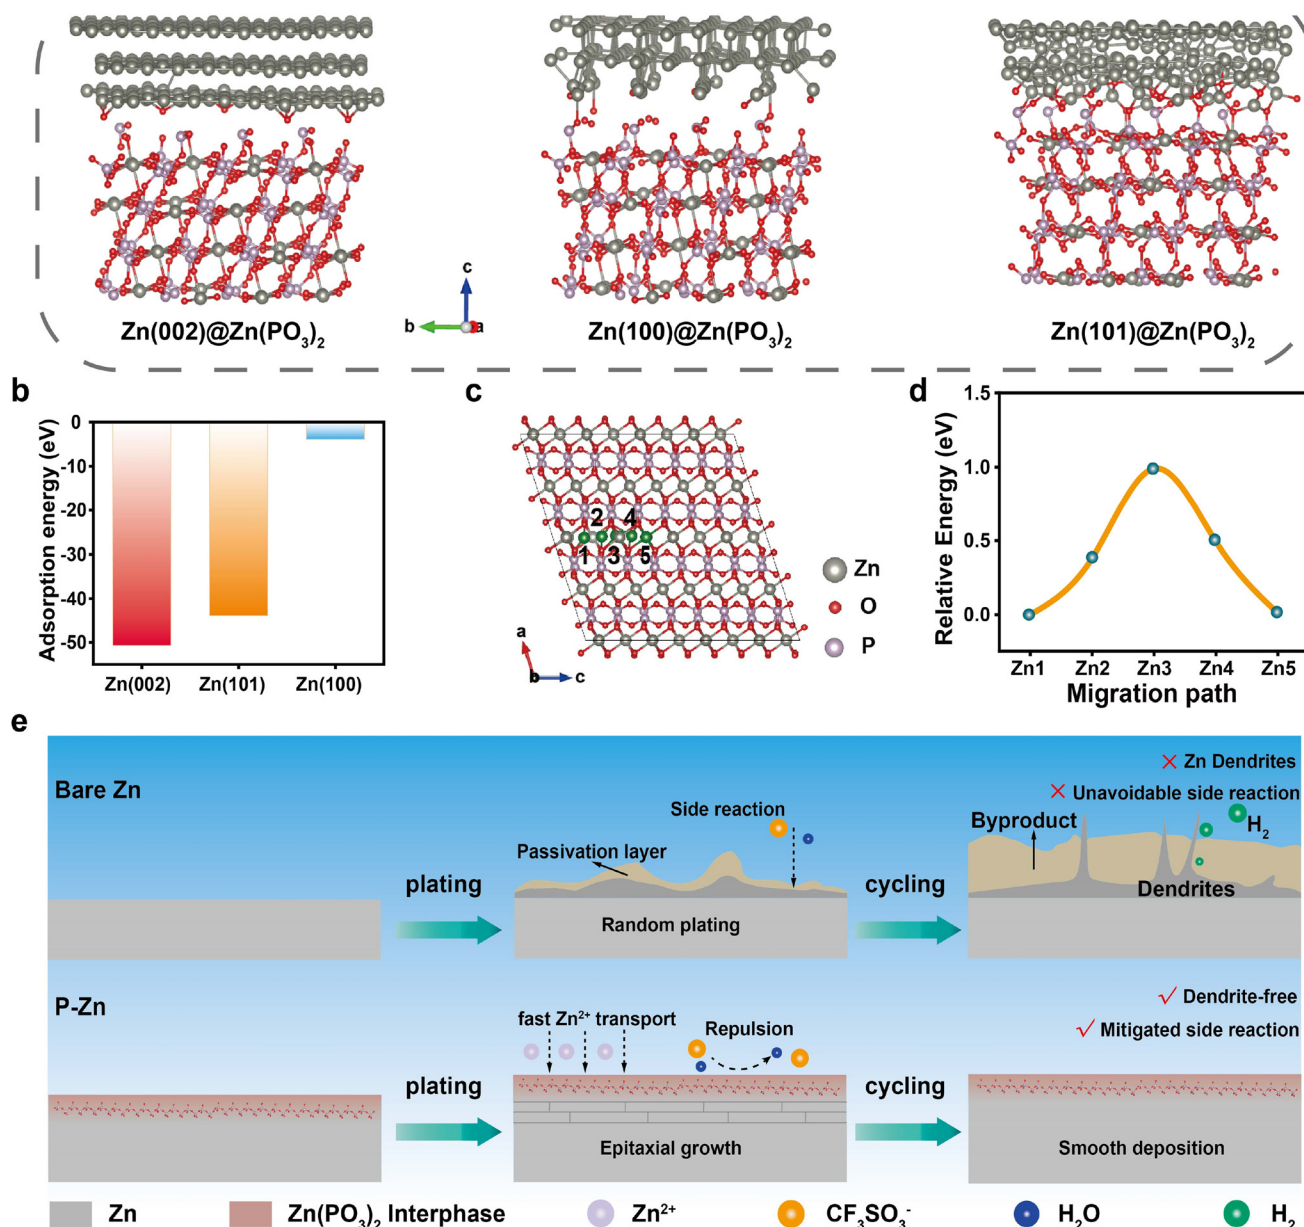 Zn(002)@Zn(PO₃)₂
c
b
a
Zn(100)@Zn(PO₃)₂
Zn(101)@Zn(PO₃)₂
b
Adsorption energy (eV)
0
-10
-20
-30
-40
-50
Zn(002)
Zn(101)
Zn(100)
c
2 4
1 3 5
Zn
O
P
a
b
c
d
Relative Energy (eV)
1.5
1.0
0.5
0.0
Zn1
Zn2
Zn3
Zn4
Zn5
Migration path
e
Bare Zn
plating
Side reaction
Passivation layer
Random plating
cycling
× Zn Dendrites
× Unavoidable side reaction
Byproduct
H₂
Dendrites
P-Zn
plating
fast Zn²⁺ transport
Repulsion
Epitaxial growth
cycling
√ Dendrite-free
√ Mitigated side reaction
Smooth deposition
Zn
Zn(PO₃)₂ Interphase
Zn²⁺
CF₃SO₃⁻
H₂O
H₂